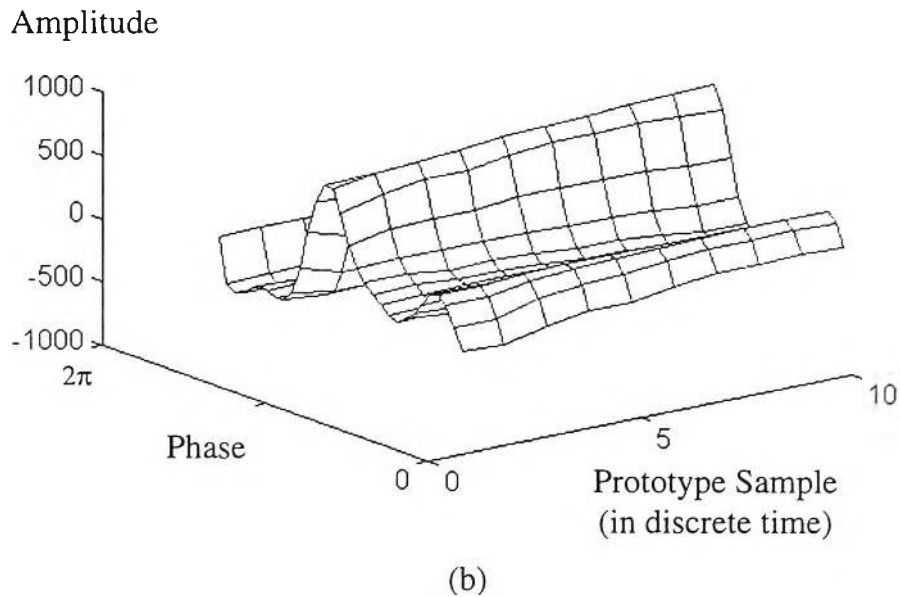 Amplitude
1000
500
0
-500
-1000
2π
Phase
0
0
5
10
Prototype Sample
(in discrete time)
(b)